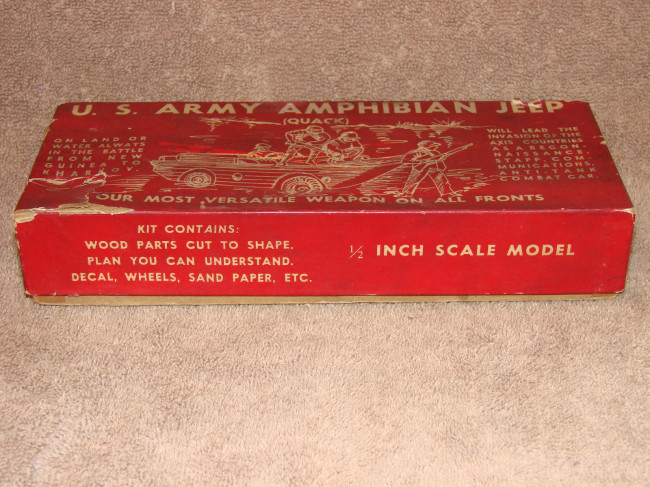 U. S. ARMY AMPHIBIAN JEEP
(QUACK)
ON LAND OR
WATER ALWAYS
IN THE BATTLE
FROM NEW
GUINEA TO
KHARKOV.
WILL LEAD THE
INVASION OF THE
AXIS COUNTRIES
AS A RECON-
NAISSANCE,
STAFF, COM-
MUNICATIONS,
ANTI-TANK
COMBAT CAR.
OUR MOST VERSATILE WEAPON ON ALL FRONTS
KIT CONTAINS:
WOOD PARTS CUT TO SHAPE.
PLAN YOU CAN UNDERSTAND.
DECAL, WHEELS, SAND PAPER, ETC.
1/2 INCH SCALE MODEL